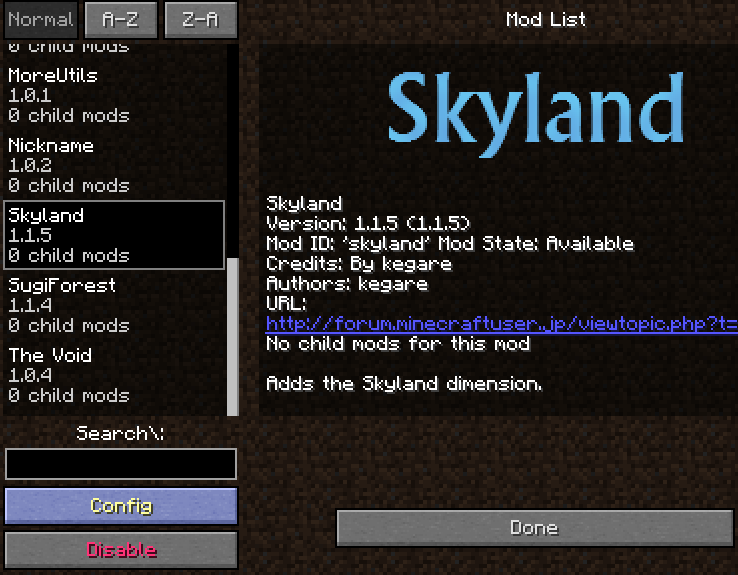 Normal
A-Z
Z-A
Mod List
0 child mods
MoreUtils
1.0.1
0 child mods
Nickname
1.0.2
0 child mods
Skyland
1.1.5
0 child mods
SugiForest
1.1.4
0 child mods
The Void
1.0.4
0 child mods
Search\:
Config
Disable
Skyland
Skyland
Version: 1.1.5 (1.1.5)
Mod ID: 'skyland' Mod State: Available
Credits: By kegare
Authors: kegare
URL:
http://forum.minecraftuser.jp/viewtopic.php?t=
No child mods for this mod
Adds the Skyland dimension.
Done